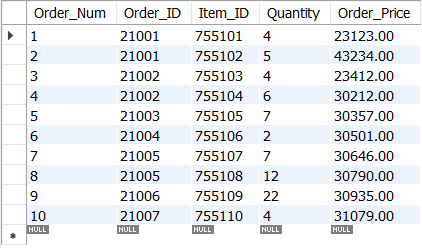 Order_Num Order_ID Item_ID Quantity Order_Price
1 21001 755101 4 23123.00
2 21001 755102 5 43234.00
3 21002 755103 4 23412.00
4 21002 755104 6 30212.00
5 21003 755105 7 30357.00
6 21004 755106 2 30501.00
7 21005 755107 7 30646.00
8 21005 755108 12 30790.00
9 21006 755109 22 30935.00
10 21007 755110 4 31079.00
NULL NULL NULL NULL NULL